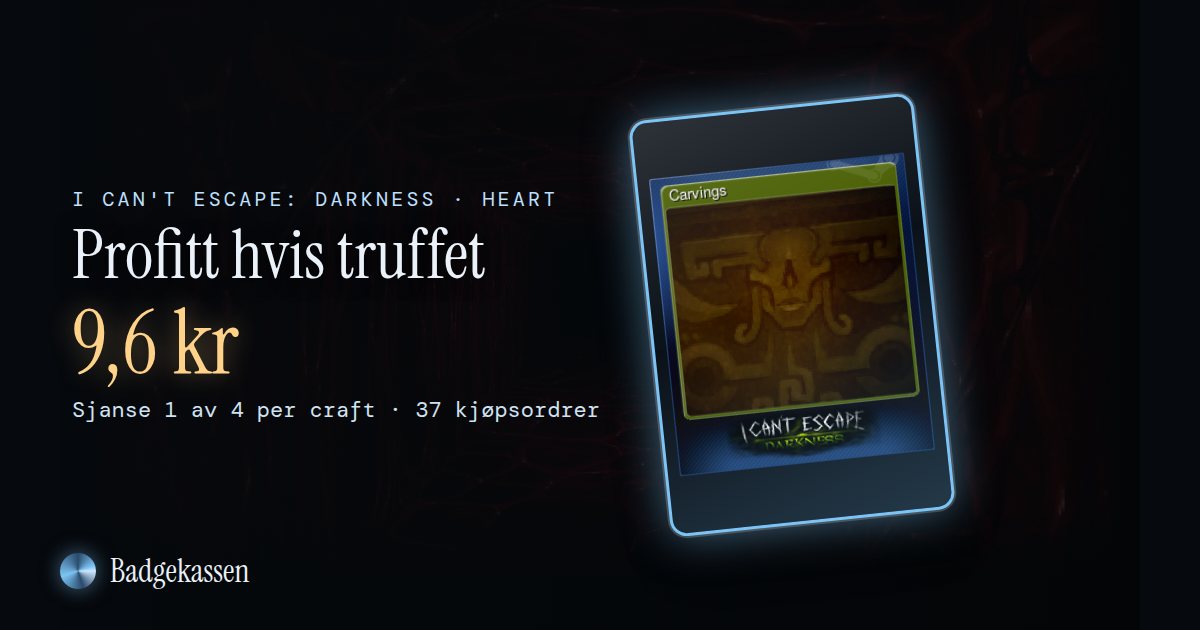 I CAN'T ESCAPE: DARKNESS · HEART
Profitt hvis truffet
9,6 kr
Sjanse 1 av 4 per craft · 37 kjøpsordrer
Carvings
I CAN'T ESCAPE
DARKNESS
Badgekassen